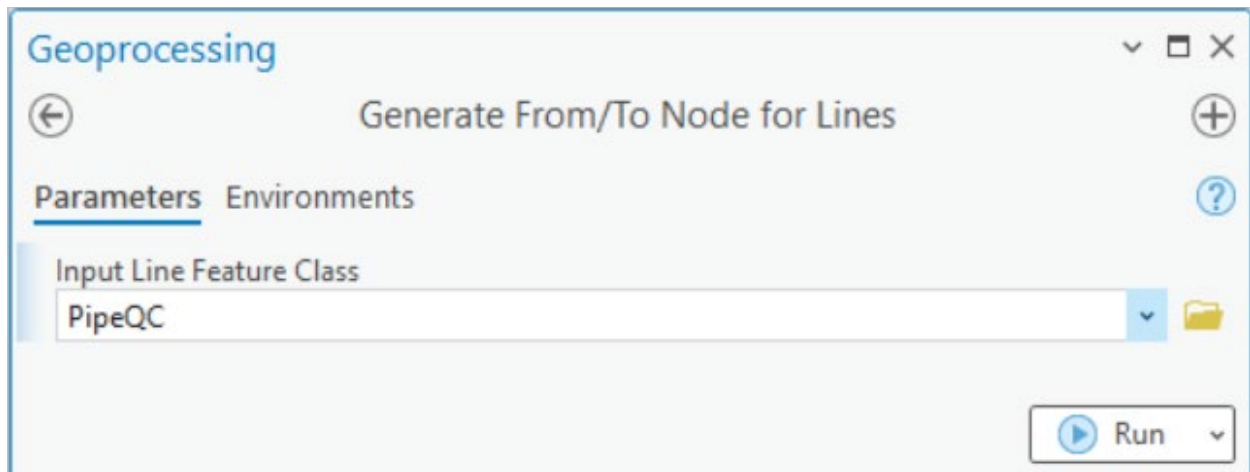 Geoprocessing
Generate From/To Node for Lines
Parameters Environments
Input Line Feature Class
PipeQC
Run